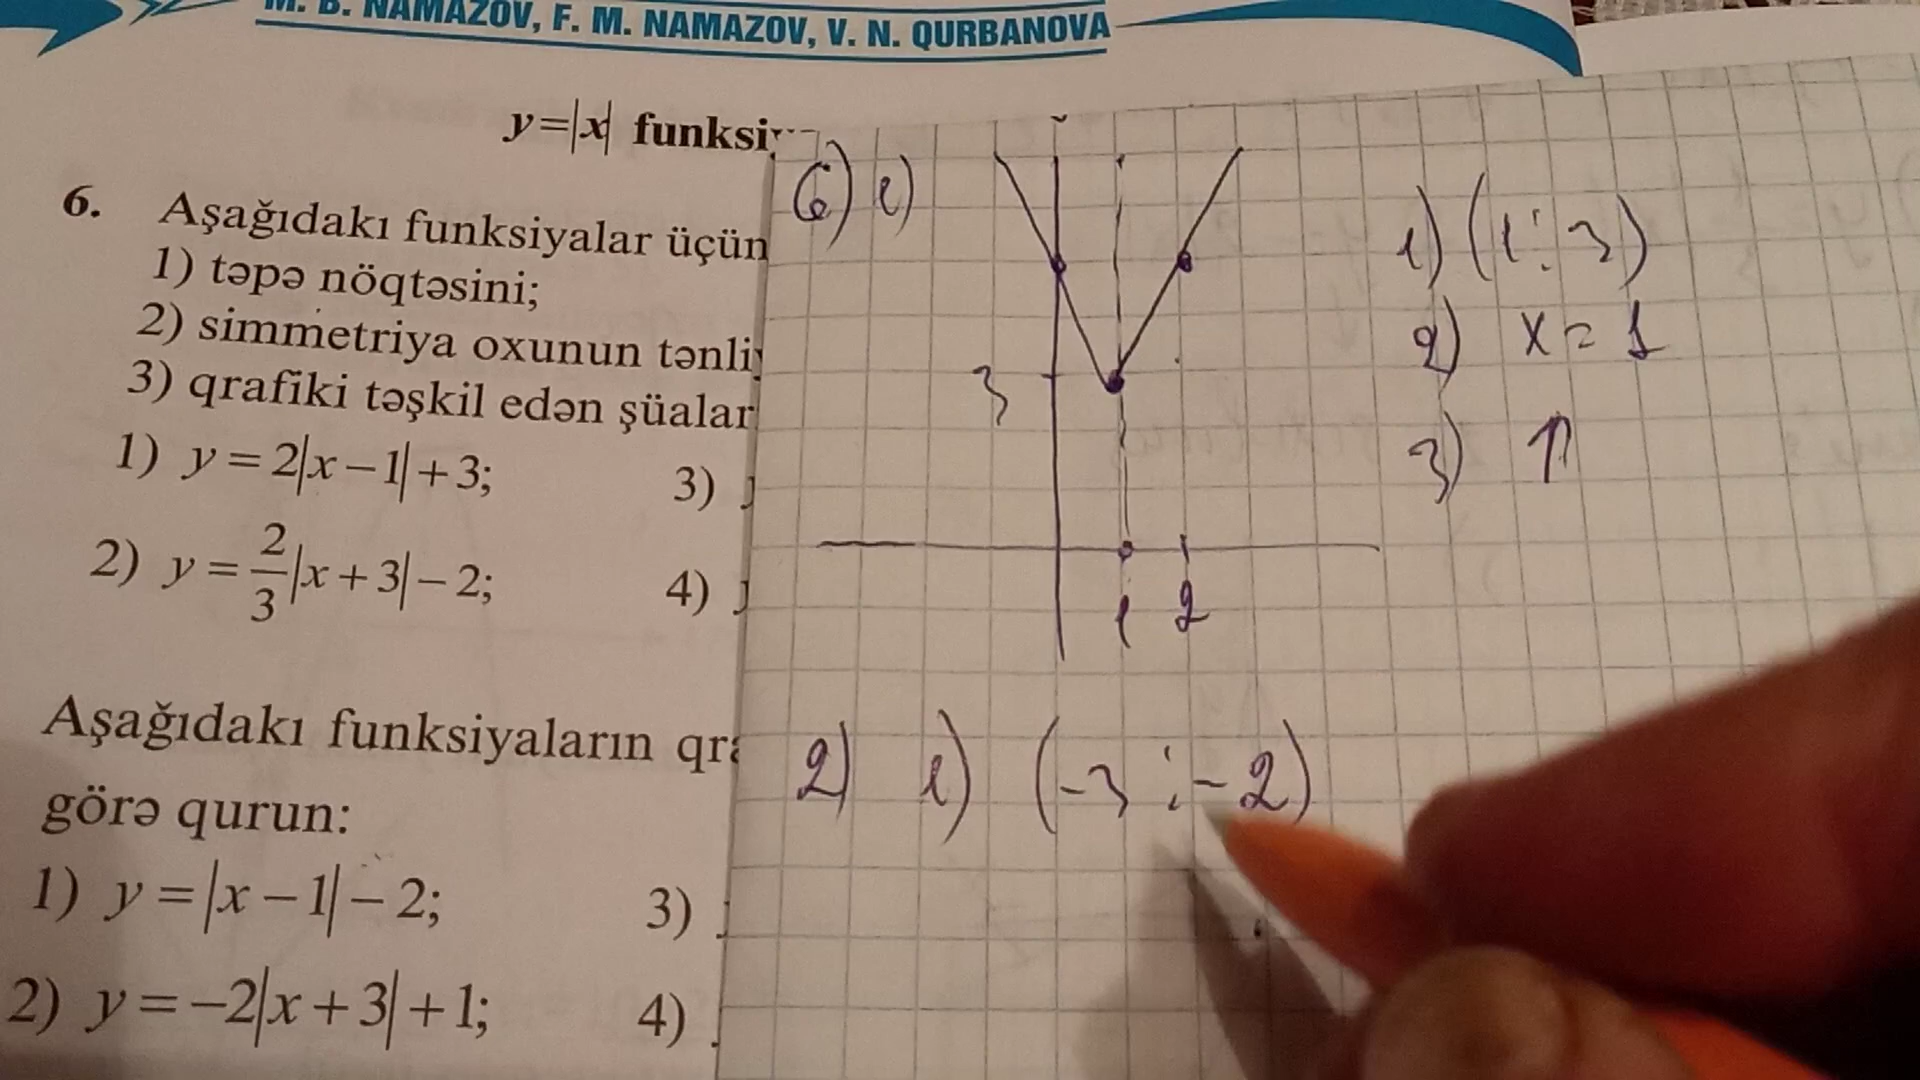 M. B. NAMAZOV, F. M. NAMAZOV, V. N. QURBANOVA
y=|x| funksi
6. Aşağıdakı funksiyalar üçün
1) təpə nöqtəsini;
2) simmetriya oxunun tənli
3) qrafiki təşkil edən şüalar
1) y = 2|x – 1| + 3;
3)
2) y = 2/3|x + 3| – 2;
4)
Aşağıdakı funksiyaların qra
görə qurun:
1) y = |x – 1| – 2;
3)
2) y = –2|x + 3| + 1;
4)
6) 1)
3
1 2
1) (1; 3)
2) x = 1
3) ↑
2) 1) (-3; -2)